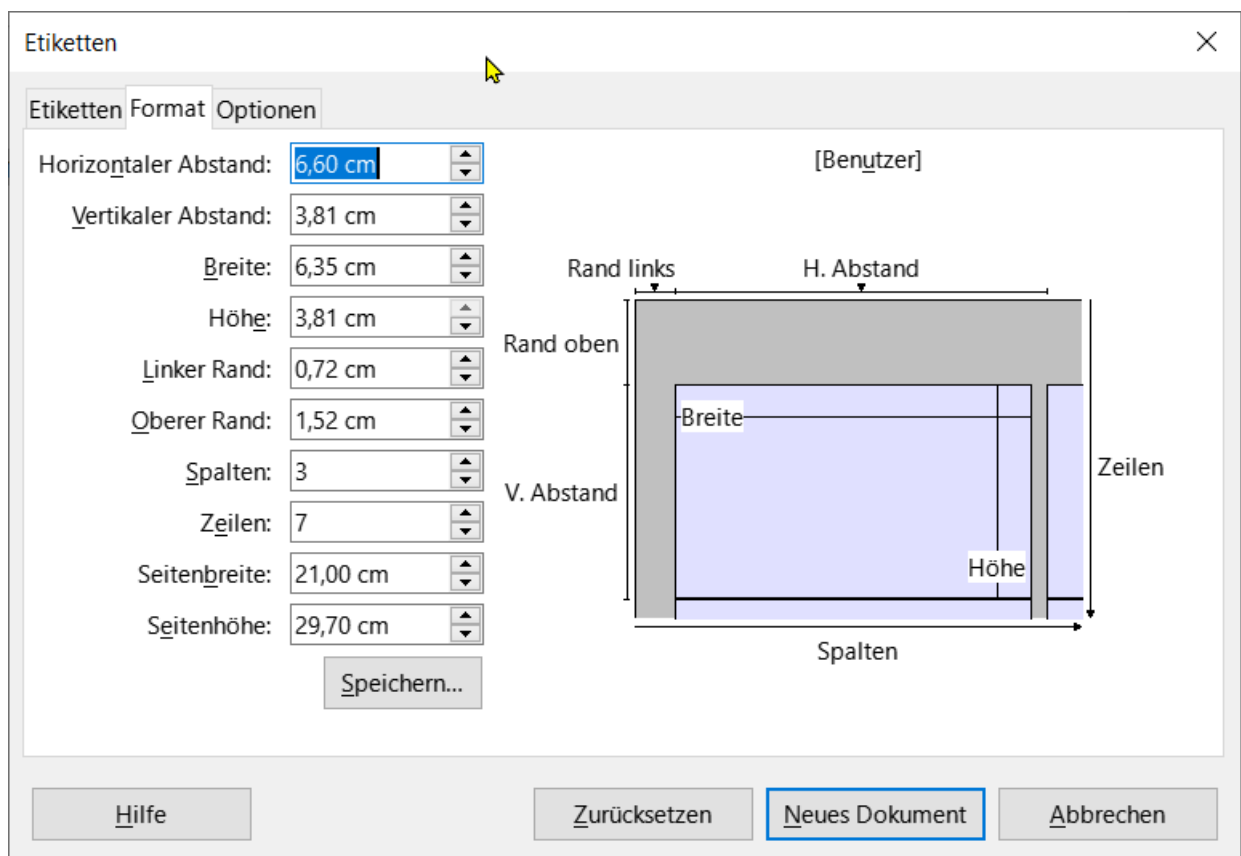 Etiketten
Etiketten Format Optionen
Horizontaler Abstand: 6,60 cm
Vertikaler Abstand: 3,81 cm
Breite: 6,35 cm
Höhe: 3,81 cm
Linker Rand: 0,72 cm
Oberer Rand: 1,52 cm
Spalten: 3
Zeilen: 7
Seitenbreite: 21,00 cm
Seitenhöhe: 29,70 cm
Speichern...
[Benutzer]
Rand links H. Abstand
Rand oben
Breite
V. Abstand
Zeilen
Höhe
Spalten
Hilfe Zurücksetzen Neues Dokument Abbrechen